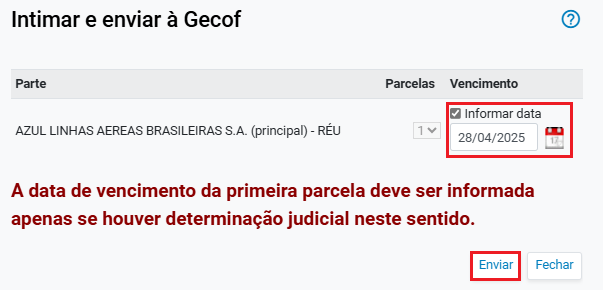 Intimar e enviar à Gecof
Parte Parcelas Vencimento
Informar data
AZUL LINHAS AEREAS BRASILEIRAS S.A. (principal) - RÉU 1 28/04/2025
A data de vencimento da primeira parcela deve ser informada
apenas se houver determinação judicial neste sentido.
Enviar Fechar